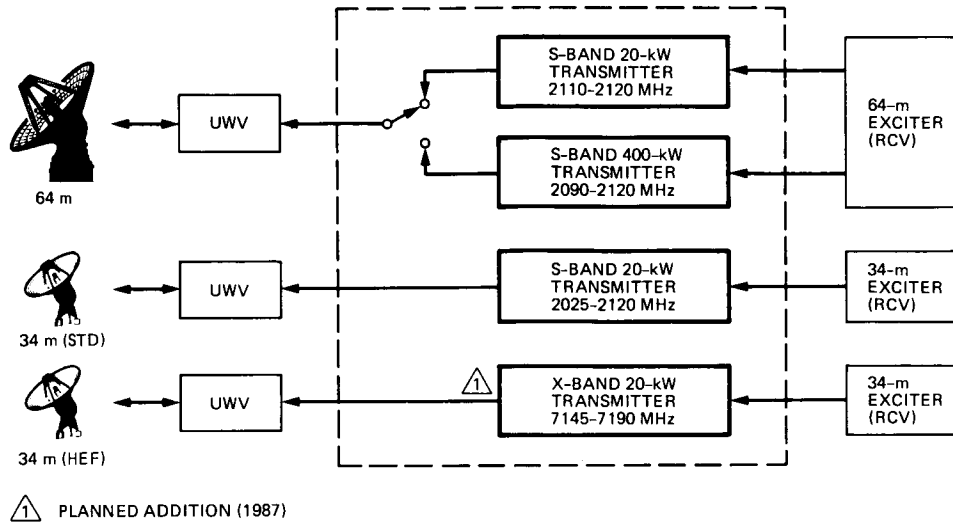 S-BAND 20-kW
TRANSMITTER
2110-2120 MHz
64-m
EXCITER
(RCV)
UWV
S-BAND 400-kW
TRANSMITTER
2090-2120 MHz
64 m
S-BAND 20-kW
TRANSMITTER
2025-2120 MHz
34-m
EXCITER
(RCV)
UWV
34 m (STD)
1
X-BAND 20-kW
TRANSMITTER
7145-7190 MHz
34-m
EXCITER
(RCV)
UWV
34 m (HEF)
1 PLANNED ADDITION (1987)